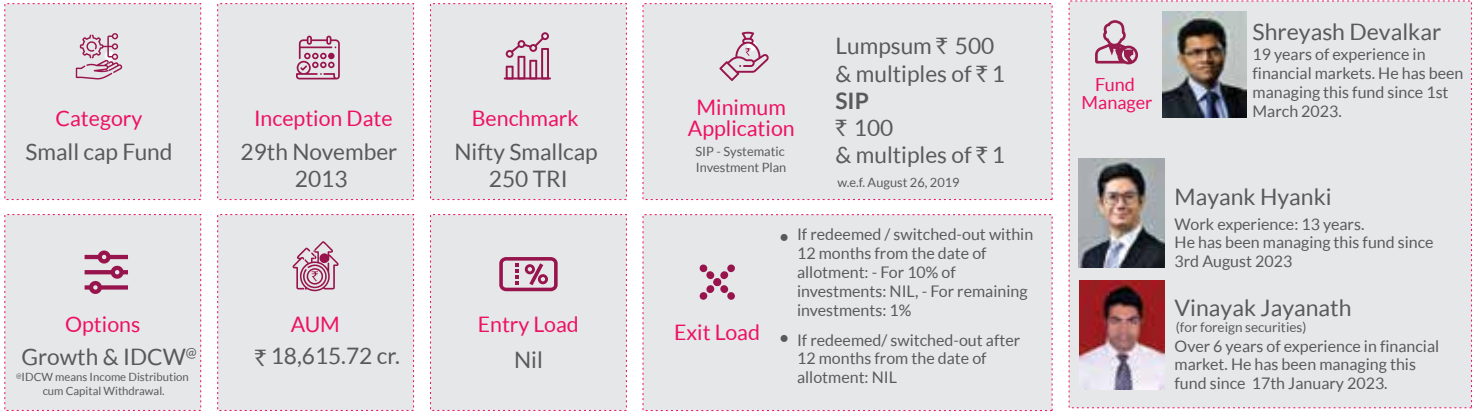 Category
Small cap Fund
Inception Date
29th November
2013
Benchmark
Nifty Smallcap
250 TRI
Minimum
Application
SIP - Systematic
Investment Plan
Lumpsum ₹ 500
& multiples of ₹ 1
SIP
₹ 100
& multiples of ₹ 1
w.e.f. August 26, 2019
Options
Growth & IDCW@
@IDCW means Income Distribution
cum Capital Withdrawal.
AUM
₹ 18,615.72 cr.
Entry Load
Nil
Exit Load
● If redeemed / switched-out within
12 months from the date of
allotment: - For 10% of
investments: NIL, - For remaining
investments: 1%
● If redeemed/ switched-out after
12 months from the date of
allotment: NIL
Fund
Manager
Shreyash Devalkar
19 years of experience in
financial markets. He has been
managing this fund since 1st
March 2023.
Mayank Hyanki
Work experience: 13 years.
He has been managing this fund since
3rd August 2023
Vinayak Jayanath
(for foreign securities)
Over 6 years of experience in financial
market. He has been managing this
fund since 17th January 2023.